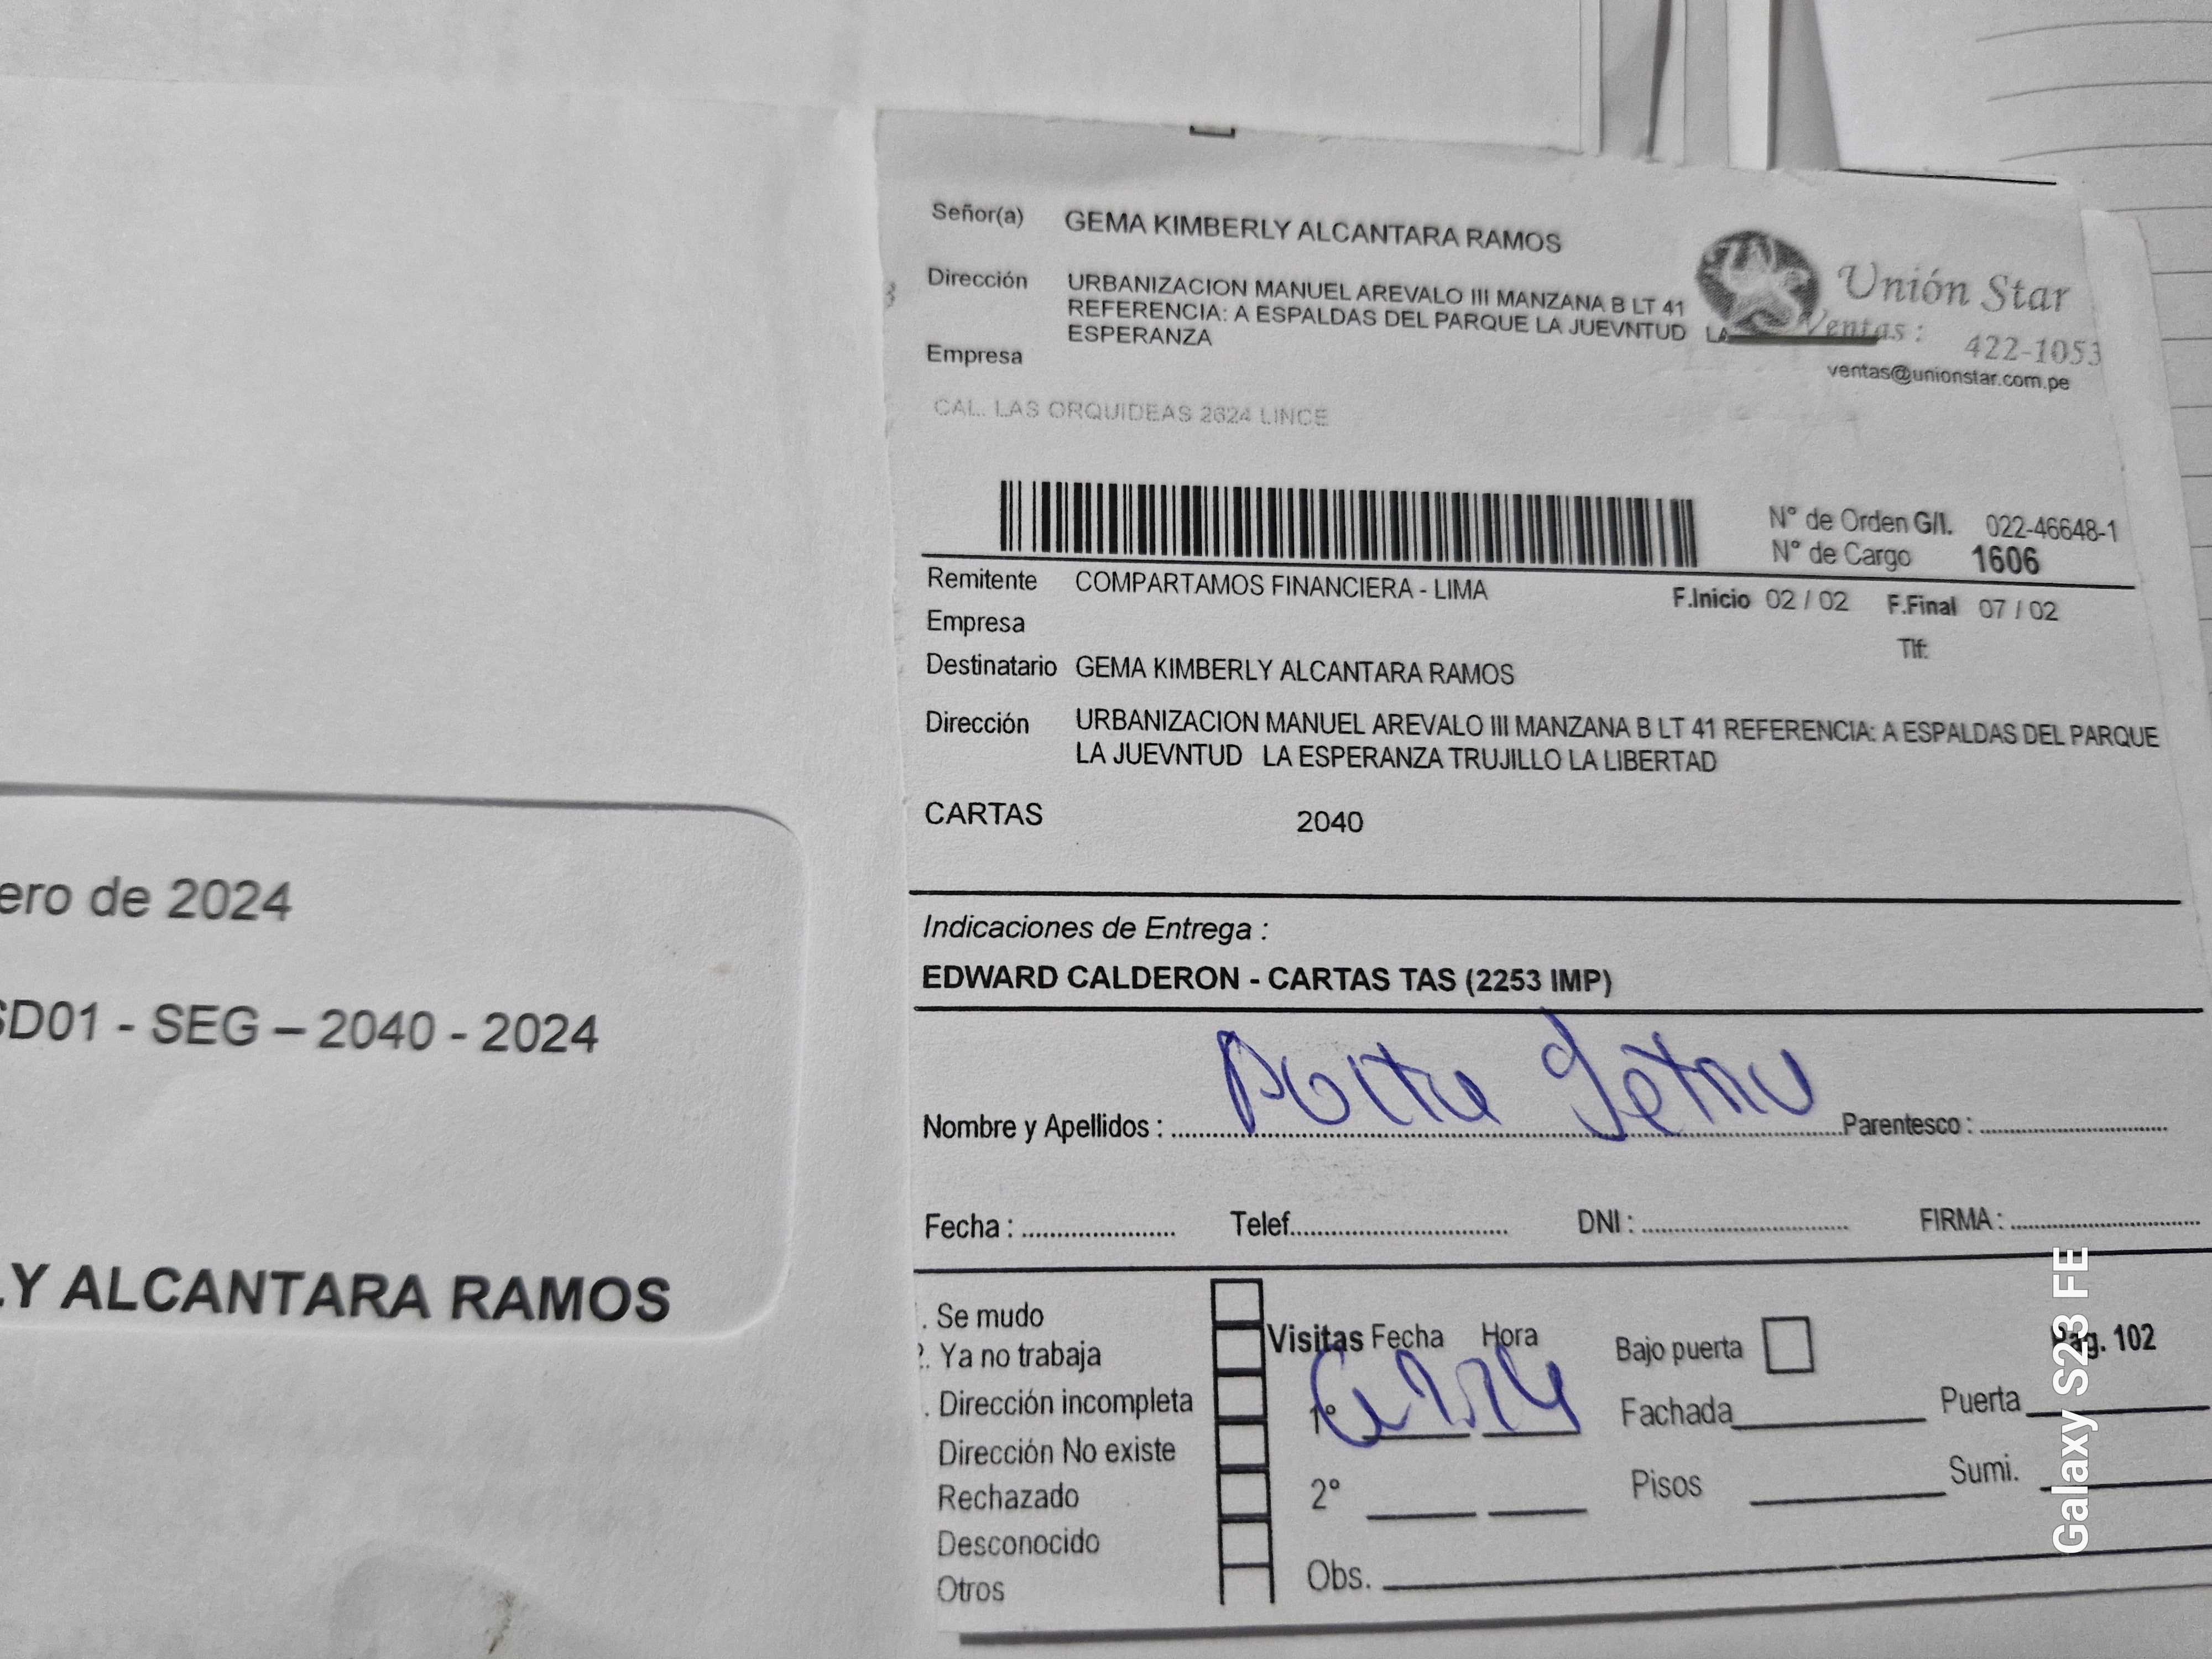 Señor(a) GEMA KIMBERLY ALCANTARA RAMOS
Dirección URBANIZACION MANUEL AREVALO III MANZANA B LT 41
REFERENCIA: A ESPALDAS DEL PARQUE LA JUEVNTUD LA
ESPERANZA
Empresa
Unión Star
Ventas :
422-1053
ventas@unionstar.com.pe
CAL. LAS ORQUIDEAS 2624 LINCE
N° de Orden G/I. 022-46648-1
N° de Cargo 1606
Remitente COMPARTAMOS FINANCIERA - LIMA
F.Inicio 02 / 02 F.Final 07 / 02
Empresa
Tlf:
Destinatario GEMA KIMBERLY ALCANTARA RAMOS
Dirección URBANIZACION MANUEL AREVALO III MANZANA B LT 41 REFERENCIA: A ESPALDAS DEL PARQUE
LA JUEVNTUD LA ESPERANZA TRUJILLO LA LIBERTAD
CARTAS 2040
Indicaciones de Entrega :
EDWARD CALDERON - CARTAS TAS (2253 IMP)
Nombre y Apellidos : Parentesco :
Fecha : Telef. DNI : FIRMA :
. Se mudo
. Ya no trabaja
. Dirección incompleta
Dirección No existe
Rechazado
Desconocido
Otros
Visitas Fecha Hora
1°
2°
Obs.
Bajo puerta
Pag. 102
Fachada Puerta
Pisos Sumi.
ero de 2024
SD01 - SEG – 2040 - 2024
LY ALCANTARA RAMOS
Galaxy S23 FE